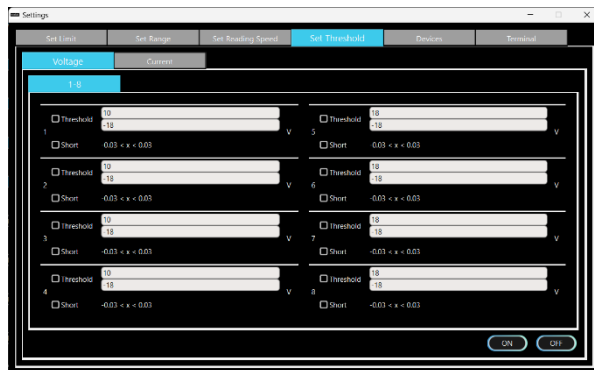 Settings
Set Limit Set Range Set Reading Speed Set Threshold Devices Terminal
Voltage Current
1-8
1 Threshold 10 -18 V
Short 0.03 < x < 0.03
2 Threshold 10 -18 V
Short -0.03 < x < 0.03
3 Threshold 10 -18 V
Short -0.03 < x < 0.03
4 Threshold 10 -18 V
Short -0.03 < x < 0.03
5 Threshold 18 -18 V
Short -0.03 < x < 0.03
6 Threshold 18 -18 V
Short -0.03 < x < 0.03
7 Threshold 18 -18 V
Short -0.03 < x < 0.03
8 Threshold 18 -18 V
Short -0.03 < x < 0.03
ON OFF